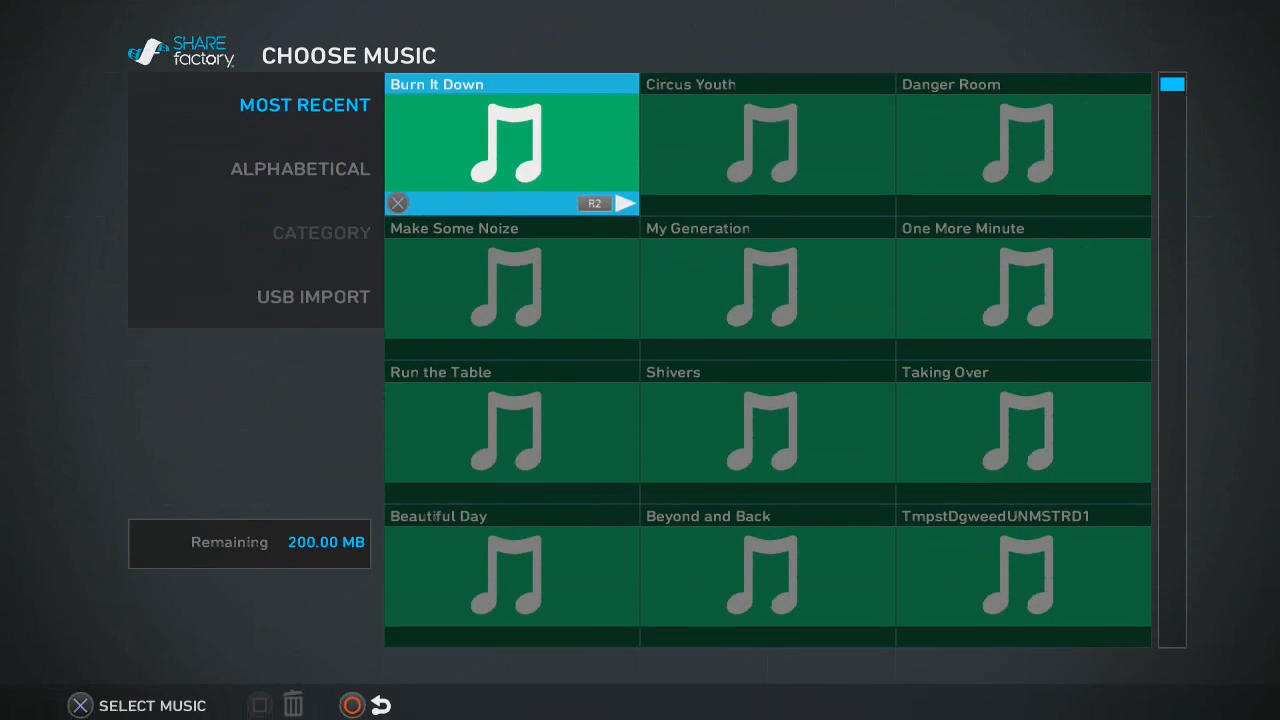 SHARE
factory
CHOOSE MUSIC
MOST RECENT
ALPHABETICAL
CATEGORY
USB IMPORT
Remaining 200.00 MB
Burn It Down
Circus Youth
Danger Room
R2
Make Some Noize
My Generation
One More Minute
Run the Table
Shivers
Taking Over
Beautiful Day
Beyond and Back
TmpstDgweedUNMSTRD1
SELECT MUSIC